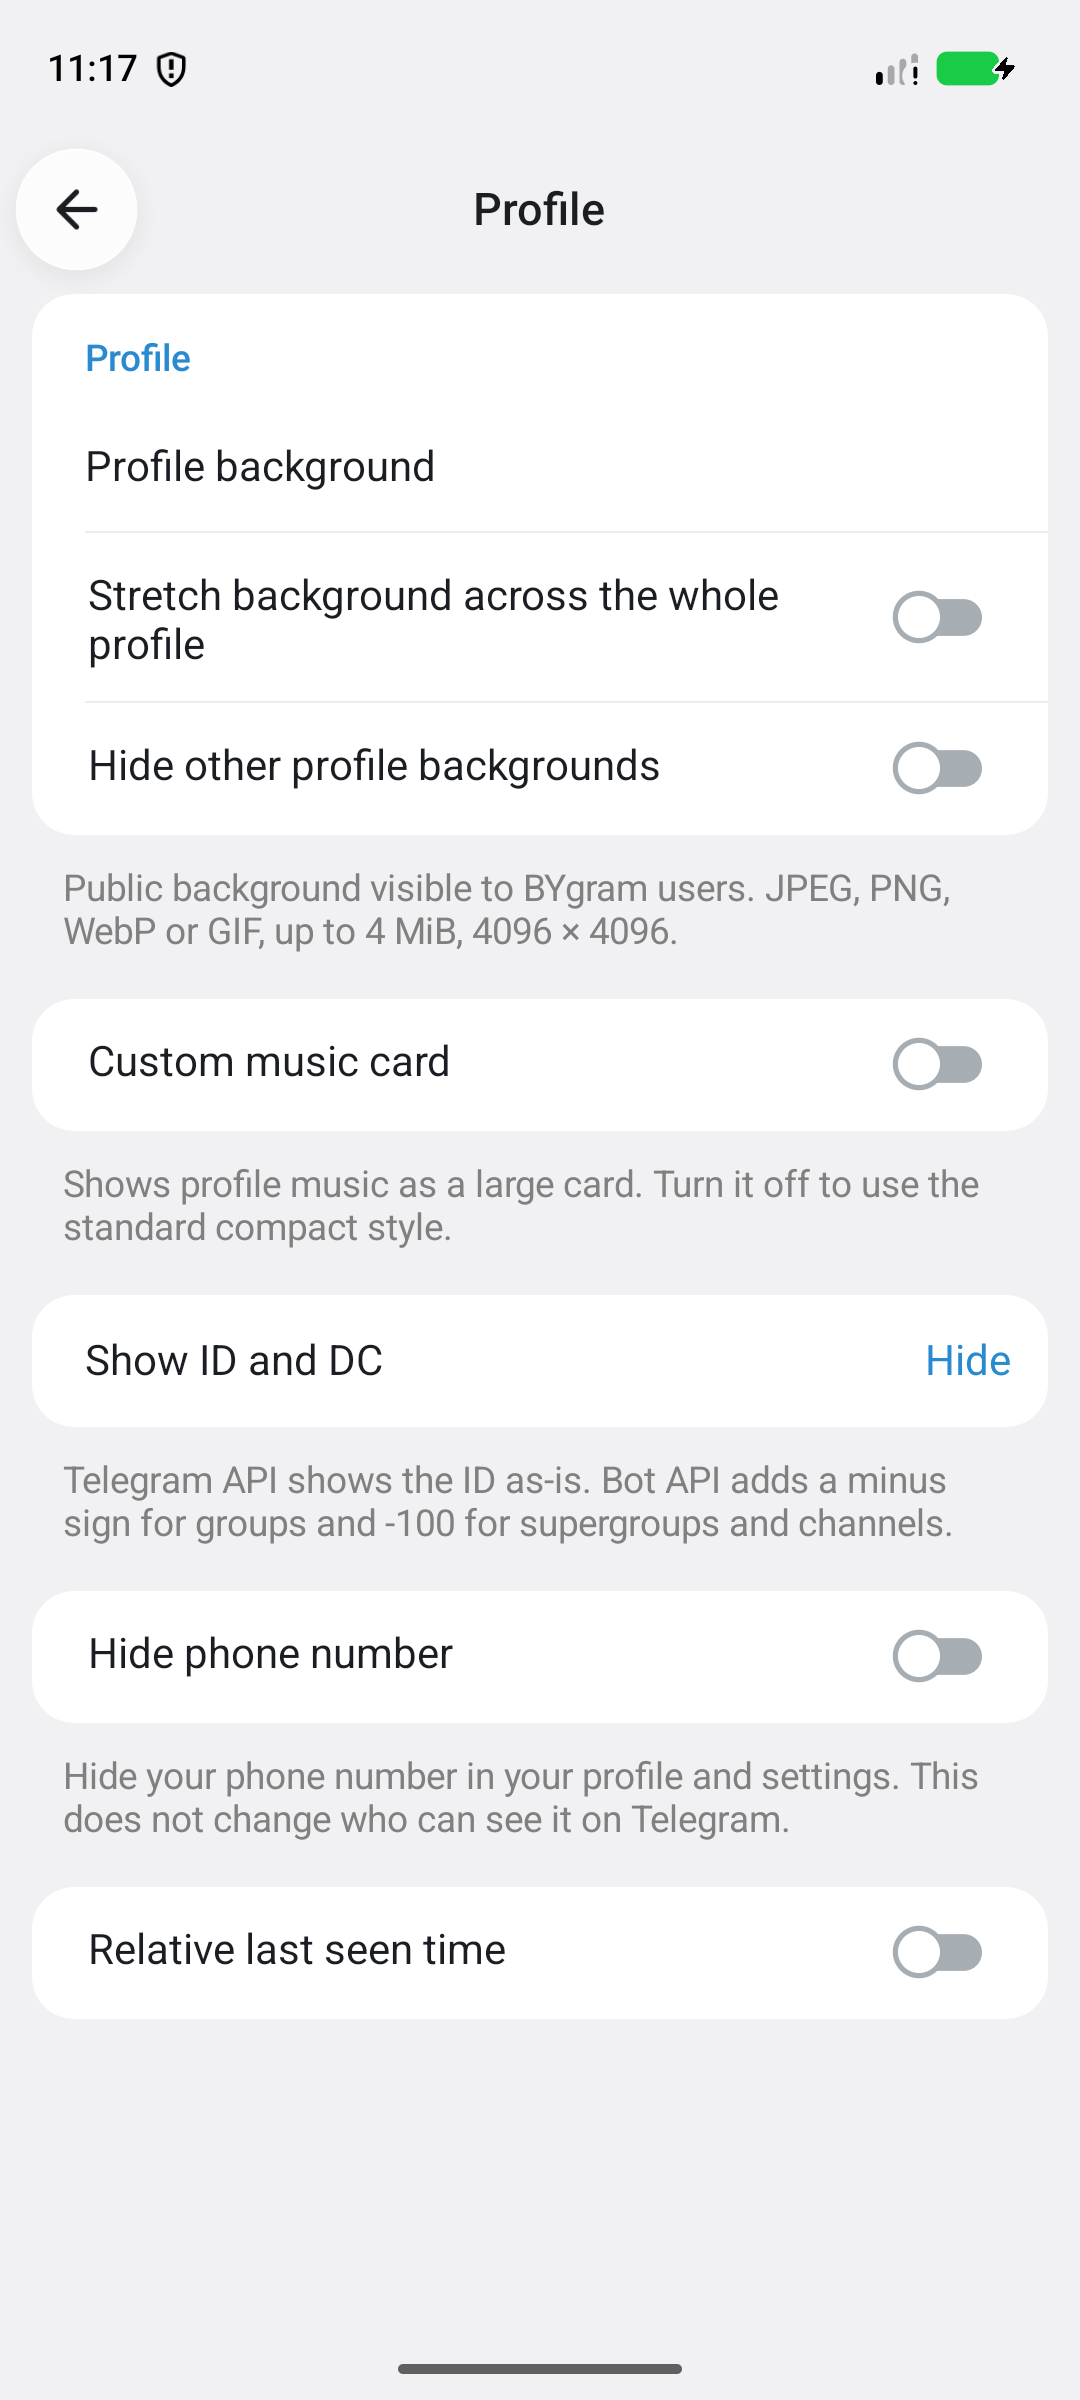 11:17
Profile
Profile
Profile background
Stretch background across the whole
profile
Hide other profile backgrounds
Public background visible to BYgram users. JPEG, PNG,
WebP or GIF, up to 4 MiB, 4096 × 4096.
Custom music card
Shows profile music as a large card. Turn it off to use the
standard compact style.
Show ID and DC
Hide
Telegram API shows the ID as-is. Bot API adds a minus
sign for groups and -100 for supergroups and channels.
Hide phone number
Hide your phone number in your profile and settings. This
does not change who can see it on Telegram.
Relative last seen time